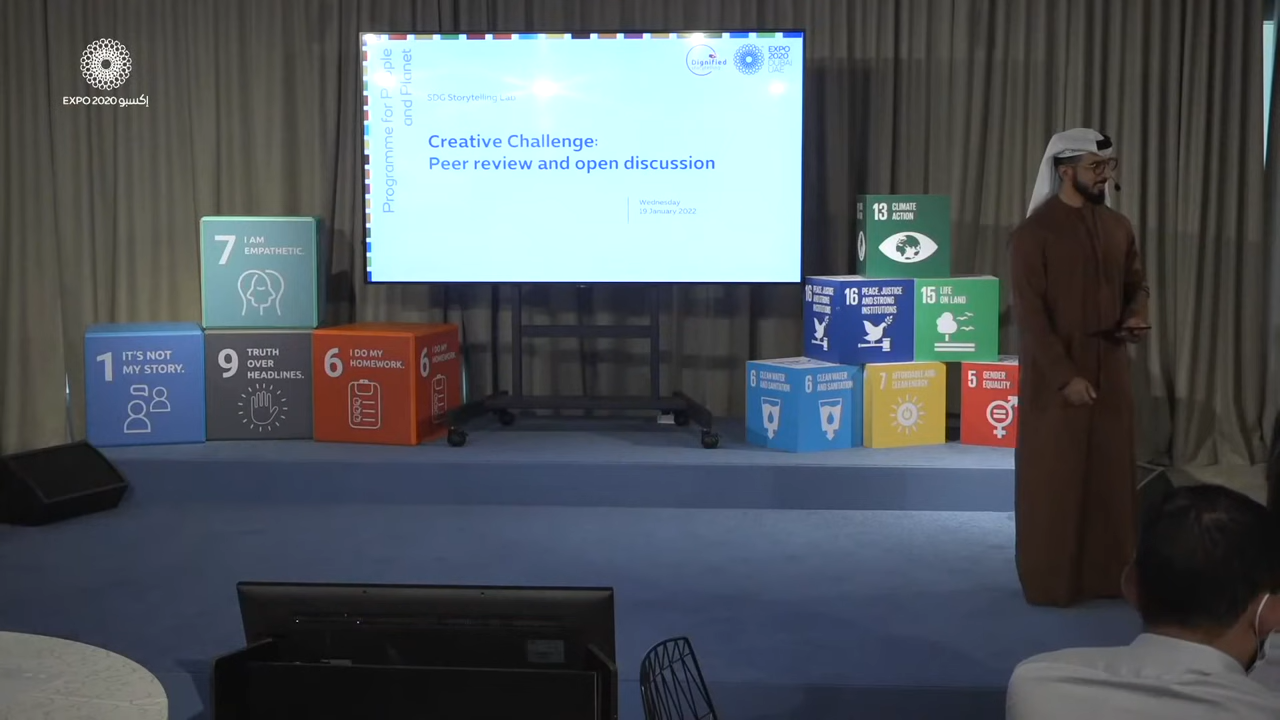 EXPO 2020 إكسبو
Programme for People
and Planet
Dignified
EXPO
2020
DUBAI
UAE
SDG Storytelling Lab
Creative Challenge:
Peer review and open discussion
Wednesday
19 January 2022
7 I AM
EMPATHETIC.
1 IT'S NOT
MY STORY.
9 TRUTH
OVER
HEADLINES.
6 I DO MY
HOMEWORK.
6 I DO MY
HOMEWORK.
13 CLIMATE
ACTION
16 PEACE, JUSTICE
AND STRONG
INSTITUTIONS
16 PEACE, JUSTICE
AND STRONG
INSTITUTIONS
15 LIFE
ON LAND
6 CLEAN WATER
AND SANITATION
6 CLEAN WATER
AND SANITATION
7 AFFORDABLE AND
CLEAN ENERGY
5 GENDER
EQUALITY